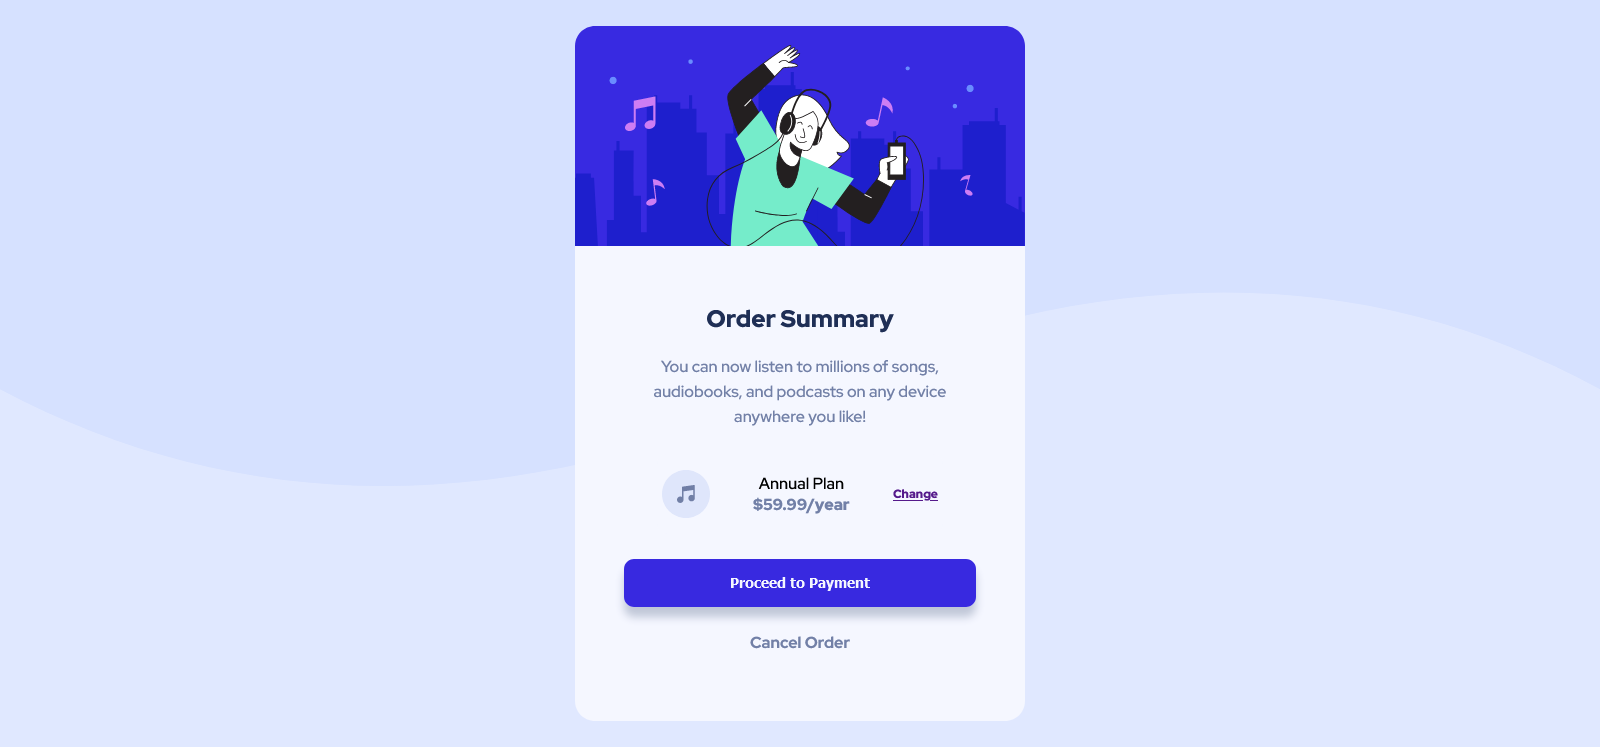 Order Summary
You can now listen to millions of songs,
audiobooks, and podcasts on any device
anywhere you like!
Annual Plan
$59.99/year
Change
Proceed to Payment
Cancel Order